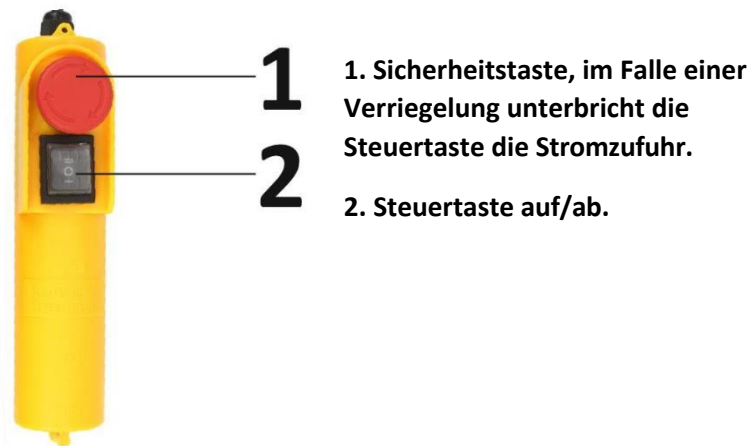 1
1. Sicherheitstaste, im Falle einer
Verriegelung unterbricht die
Steuertaste die Stromzufuhr.
2
2. Steuertaste auf/ab.